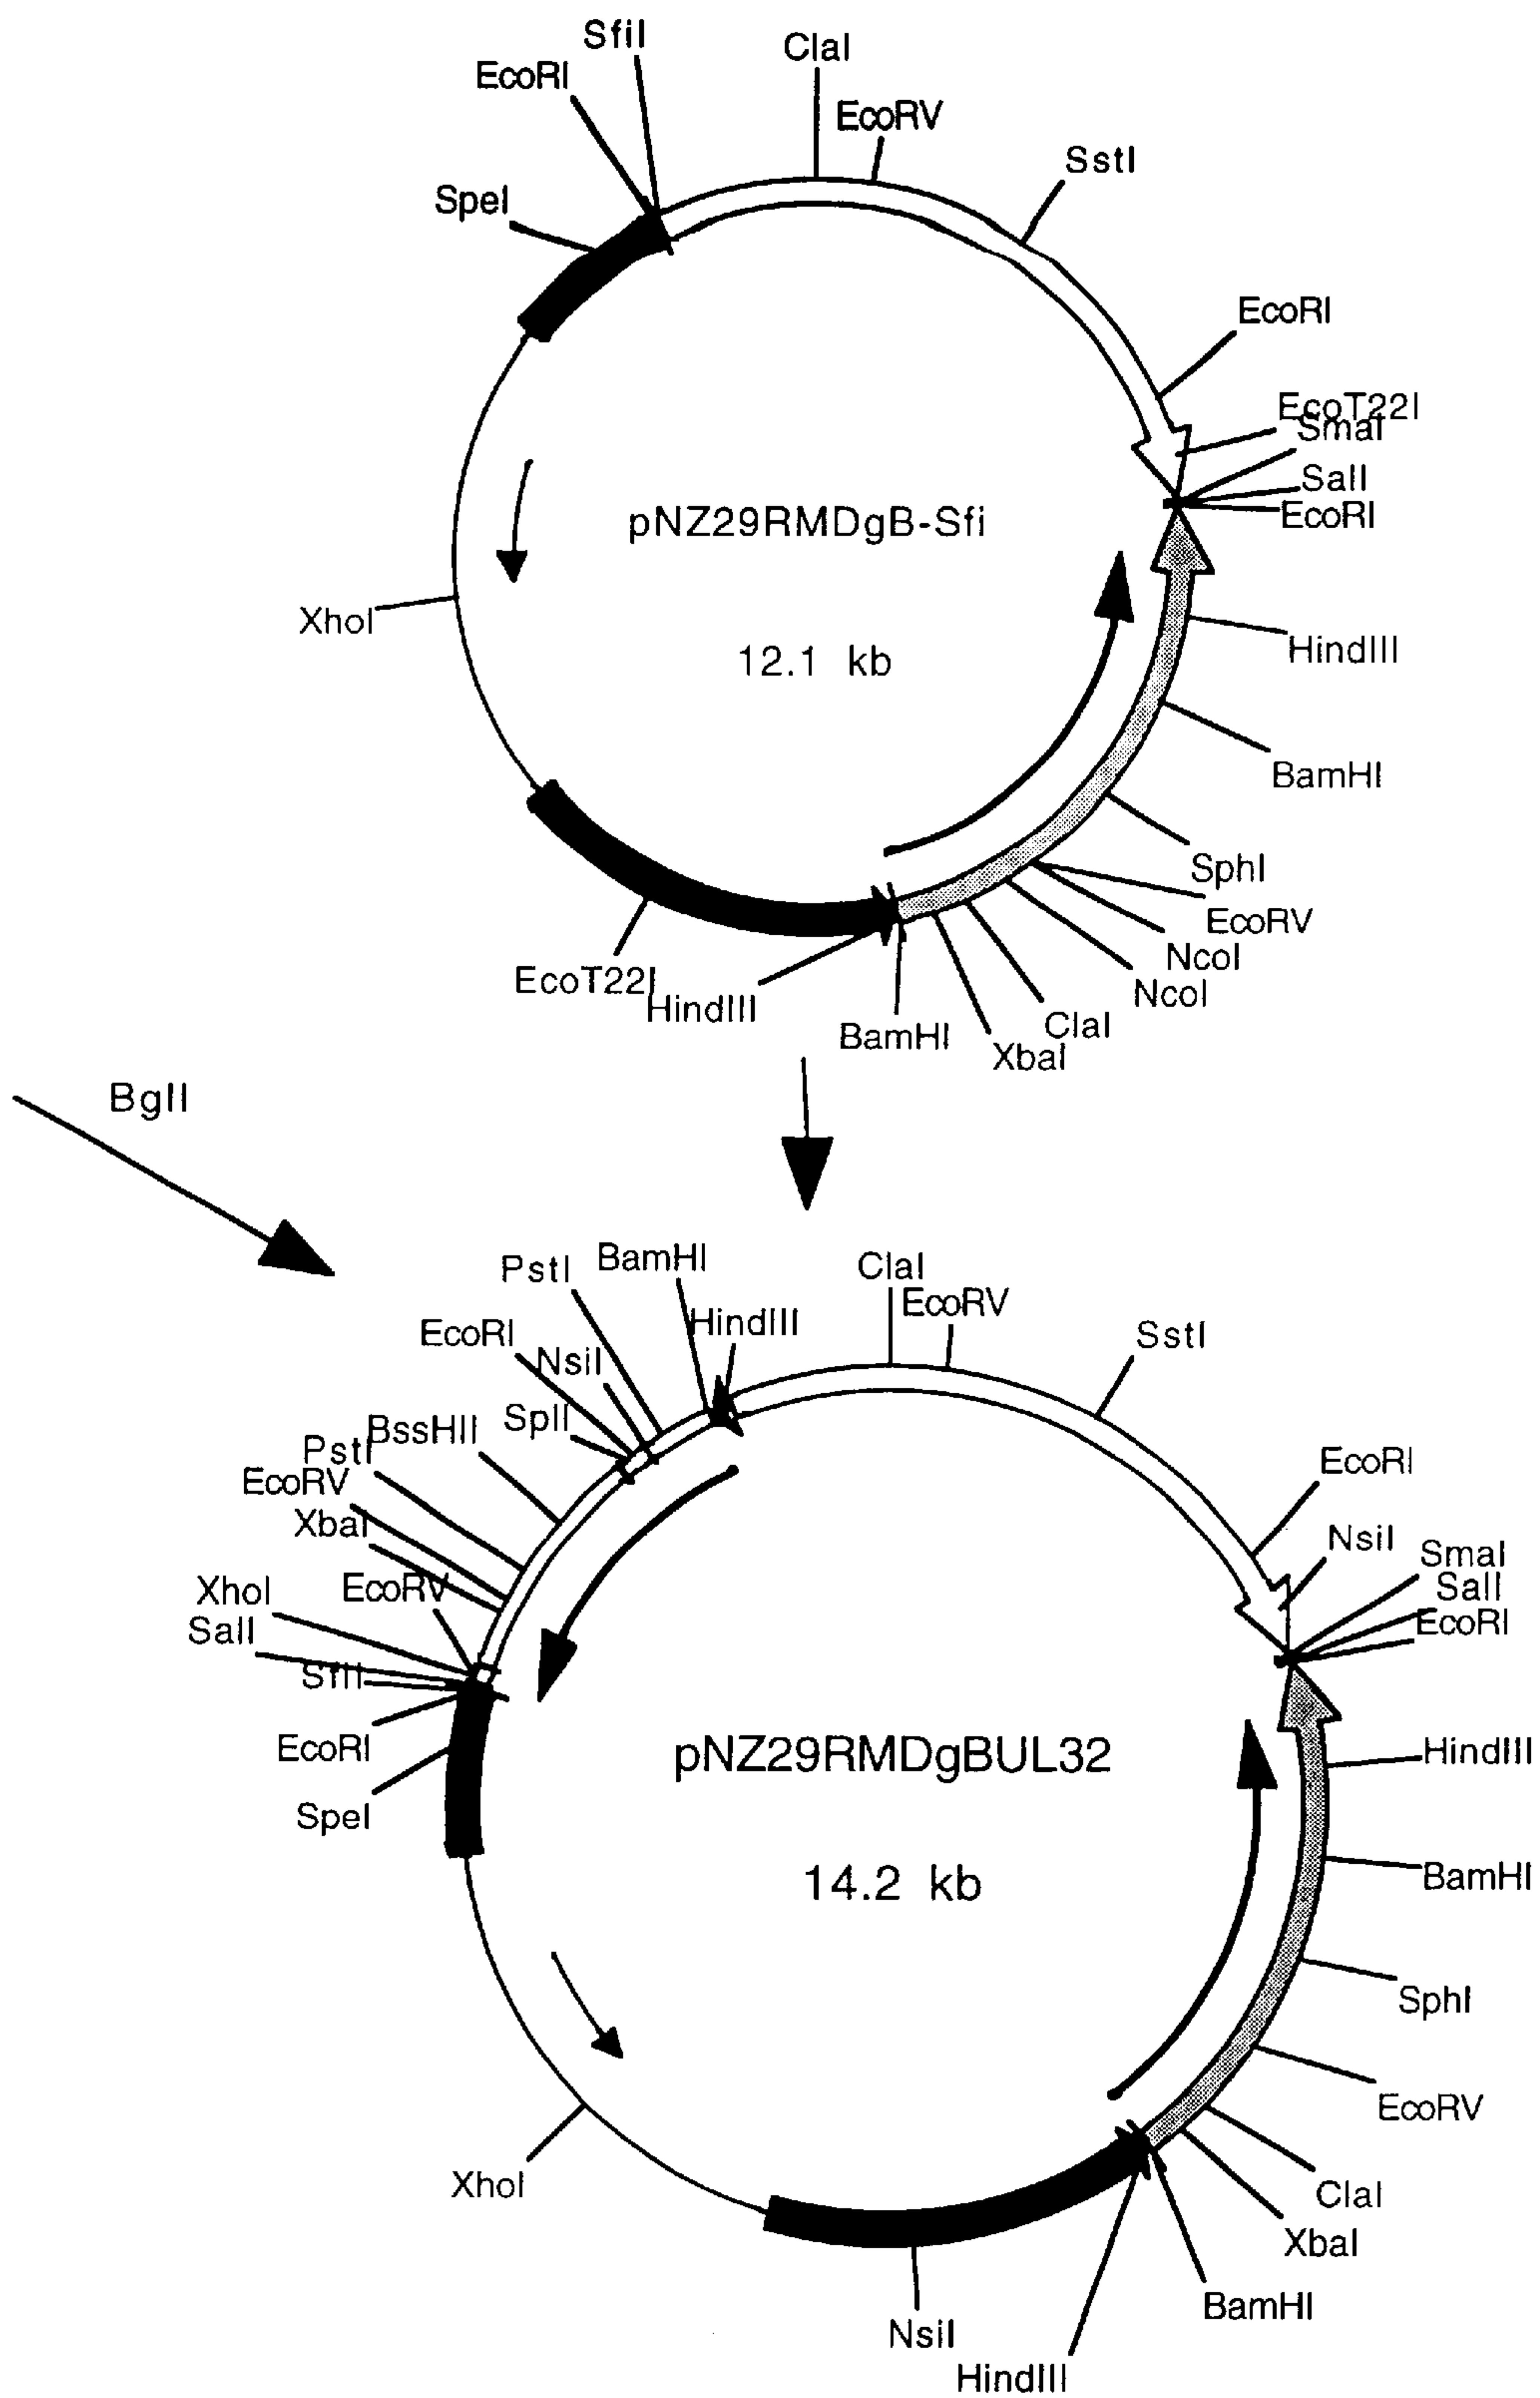 SfiI
ClaI
EcoRI
EcoRV
SstI
SpeI
EcoRI
EcoT22I
SmaI
SalI
EcoRI
pNZ29RMDgB-Sfi
XhoI
HindIII
12.1 kb
BamHI
SphI
EcoRV
NcoI
EcoT22I
NcoI
HindIII
ClaI
BamHI
XbaI
BglI
PstI
BamHI
ClaI
EcoRV
HindIII
EcoRI
SstI
NsiI
SplI
BssHII
PstI
EcoRI
EcoRV
XbaI
NsiI
SmaI
EcoRV
XhoI
SalI
SalI
EcoRI
SfiI
EcoRI
pNZ29RMDgBUL32
HindIII
SpeI
14.2 kb
BamHI
SphI
EcoRV
XhoI
ClaI
XbaI
BamHI
NsiI
HindIII